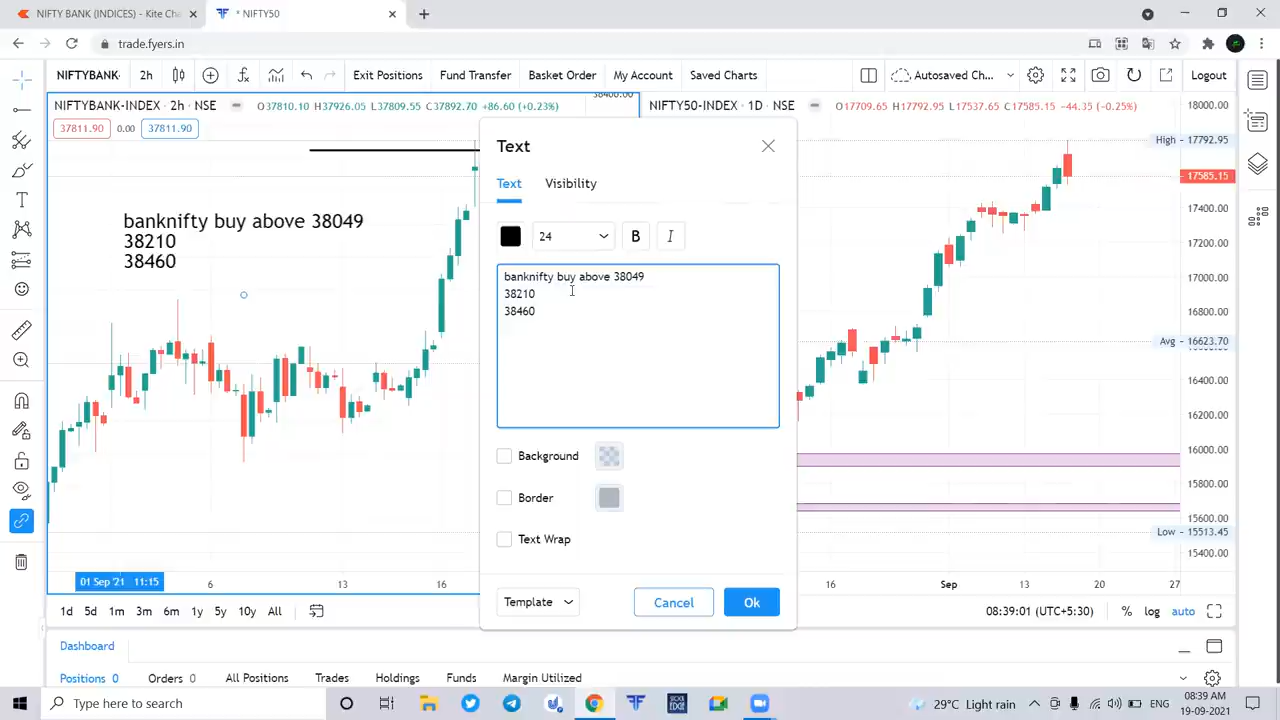 NIFTY BANK (INDICES) - Kite Cha
* NIFTY50
trade.fyers.in
NIFTYBANK- 2h Exit Positions Fund Transfer Basket Order My Account Saved Charts Autosaved Ch... Logout
NIFTYBANK-INDEX • 2h • NSE O37810.10 H37926.05 L37809.55 C37892.70 +86.60 (+0.23%)
38400.00
37811.90 0.00 37811.90
NIFTY50-INDEX • 1D • NSE O17709.65 H17792.95 L17537.65 C17585.15 -44.35 (-0.25%)
banknifty buy above 38049
38210
38460
Text
Text Visibility
24 B I
banknifty buy above 38049
38210
38460
Background
Border
Text Wrap
Template Cancel Ok
18000.00
High - 17792.95
17585.15
17400.00
17200.00
17000.00
16800.00
Avg - 16623.70
16400.00
16200.00
16000.00
15800.00
15600.00
Low - 15513.45
15400.00
01 Sep '21 11:15 6 13 16
16 Sep 13 20 27
1d 5d 1m 3m 6m 1y 5y 10y All
08:39:01 (UTC+5:30) % log auto
Dashboard
Positions 0 Orders 0 All Positions Trades Holdings Funds Margin Utilized
Type here to search
29°C Light rain
ENG
08:39 AM
19-09-2021